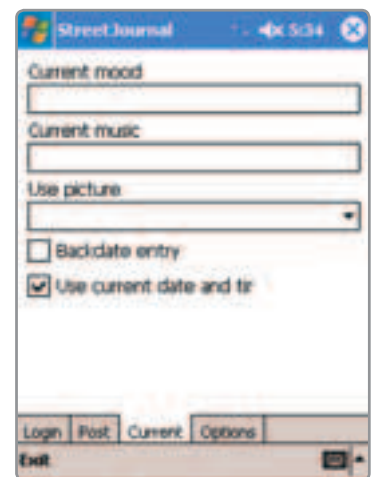 StreetJournal 5:34
Current mood
Current music
Use picture
Backdate entry
Use current date and tir
Login Post Current Options
Exit